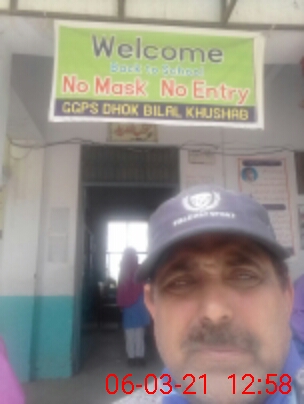 Welcome
Back to School
No Mask No Entry
GGPS DHOK BILAL KHUSHAB
06-03-21 12:58